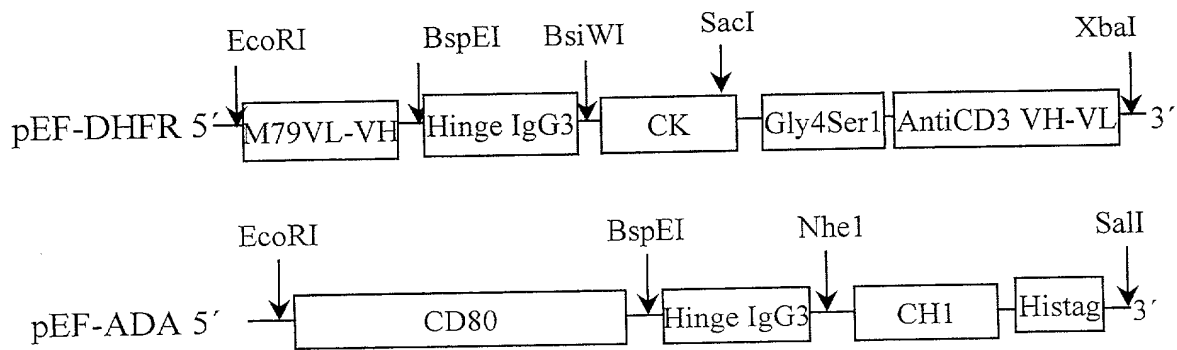 EcoRI BspEI BsiWI SacI XbaI
pEF-DHFR 5´ M79VL-VH Hinge IgG3 CK Gly4Ser1 AntiCD3 VH-VL 3´
EcoRI BspEI Nhe1 SalI
pEF-ADA 5´ CD80 Hinge IgG3 CH1 Histag 3´